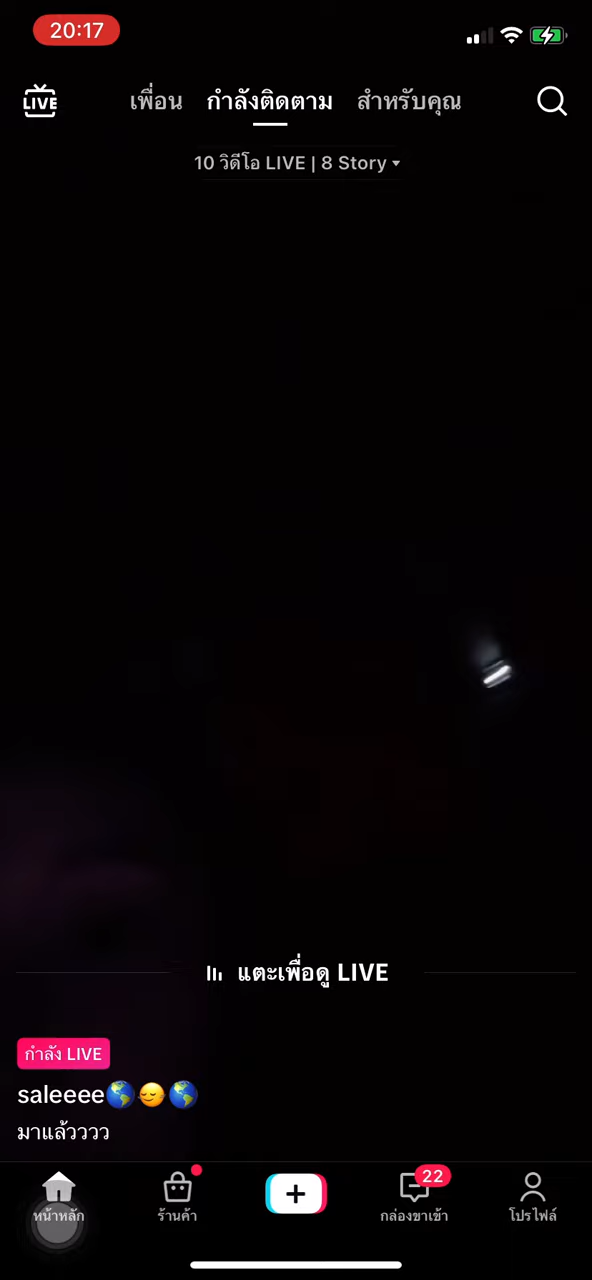 20:17
LIVE
เพื่อน กำลังติดตาม สำหรับคุณ
10 วิดีโอ LIVE | 8 Story
แตะเพื่อดู LIVE
กำลัง LIVE
saleeee🌎😌🌎
มาแล้วววว
22
หน้าหลัก ร้านค้า กล่องขาเข้า โปรไฟล์